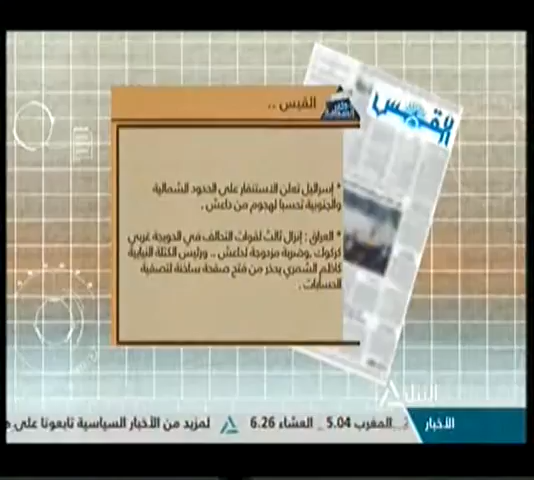 القبس ..
القبس
* إسرائيل تعلن الاستنفار على الحدود الشمالية
والجنوبية تحسبا لهجوم من داعش .
* العراق : إنزال ثالث لقوات التحالف في الحويجة غربي
كركوك .وضربة مزدوجة لداعش .. ورئيس الكتلة النيابية
كاظم الشمري يحذر من فتح صفحة ساخنة لتصفية
الحسابات .
النيل
الأخبار
المغرب 5.04 _ العشاء 6.26
لمزيد من الأخبار السياسية تابعونا على